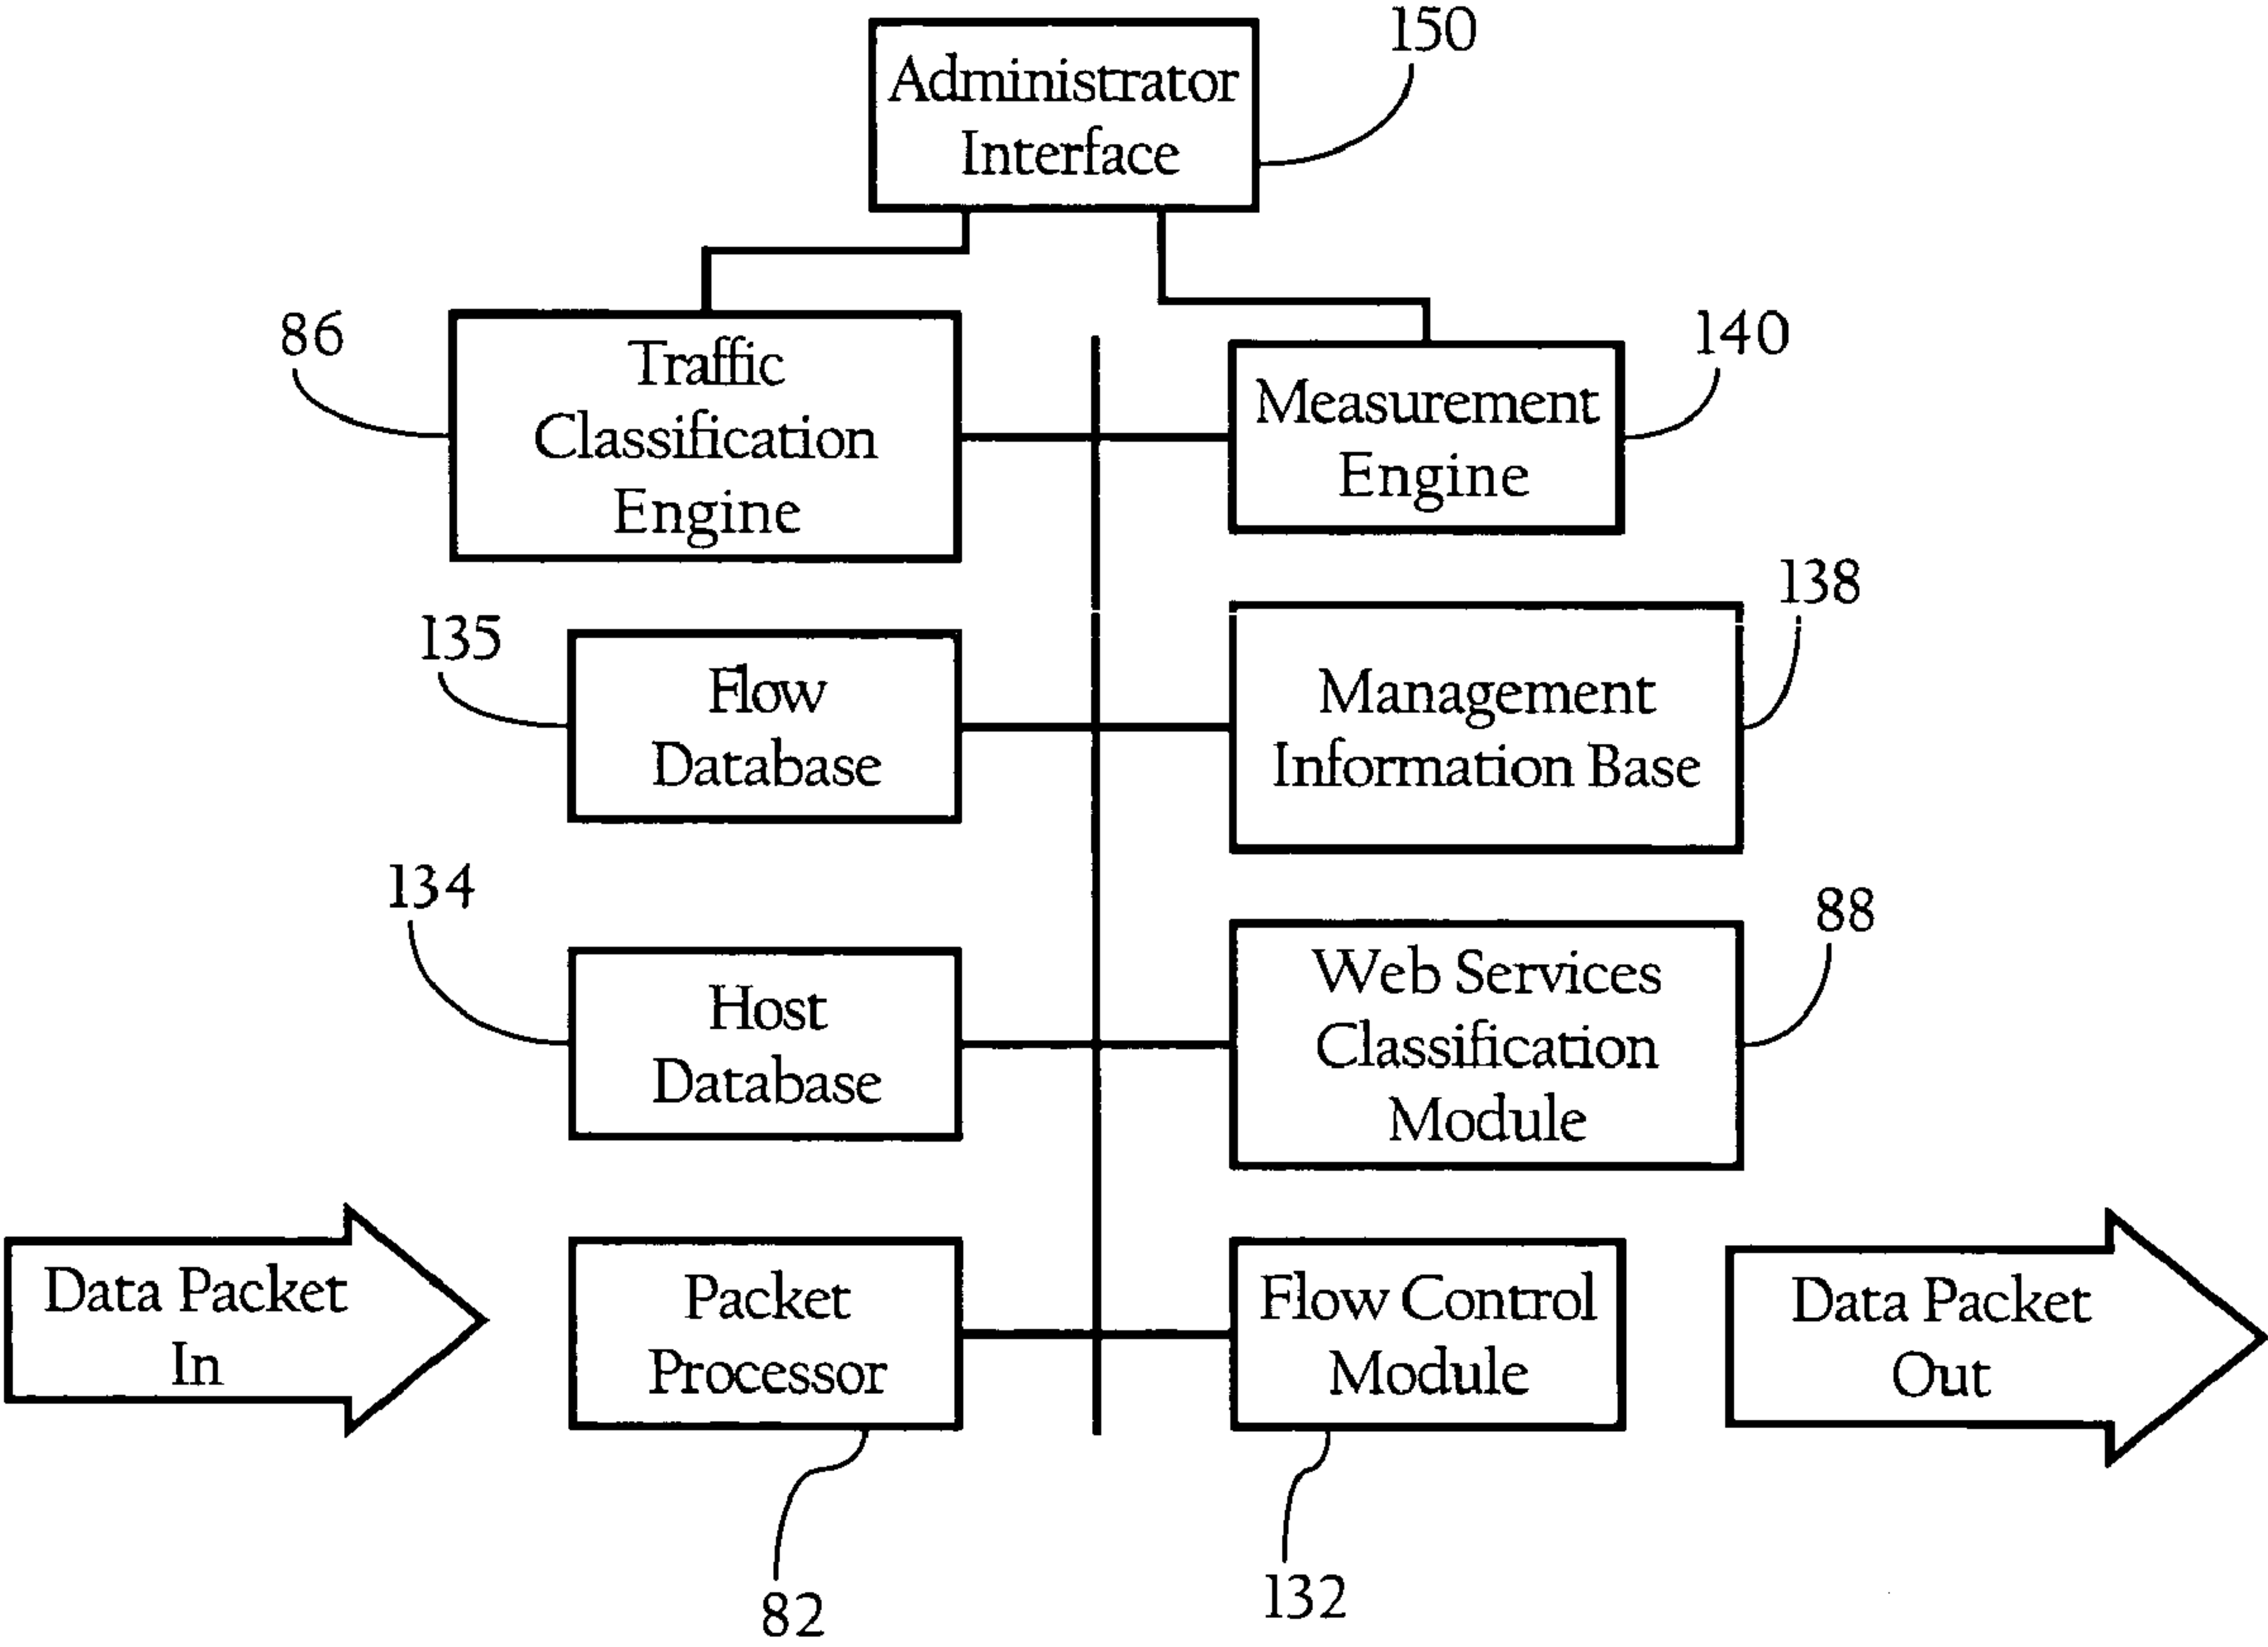 150
Administrator
Interface
86
Traffic
Classification
Engine
140
Measurement
Engine
135
Flow
Database
138
Management
Information Base
134
Host
Database
88
Web Services
Classification
Module
Data Packet
In
Packet
Processor
82
Flow Control
Module
132
Data Packet
Out